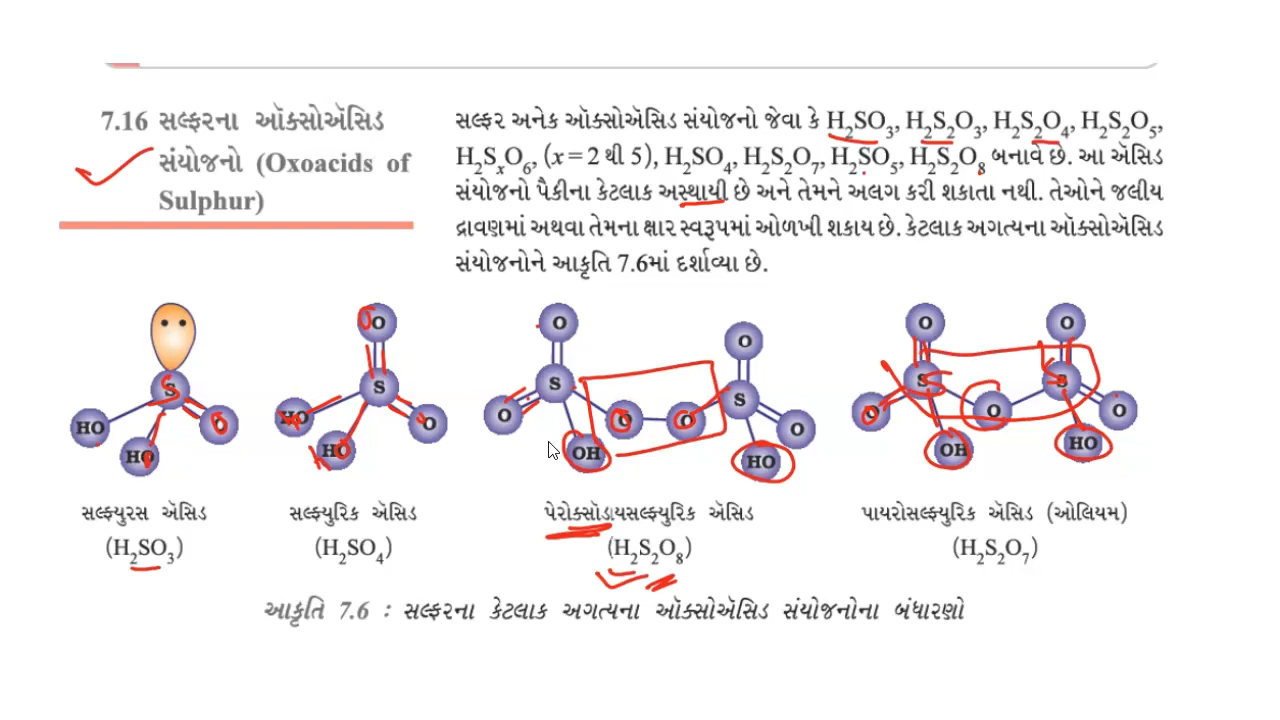 7.16 સલ્ફરના ઑક્સોઍસિડ
સંયોજનો (Oxoacids of
Sulphur)
સલ્ફર અનેક ઑક્સોઍસિડ સંયોજનો જેવા કે H₂SO₃, H₂S₂O₃, H₂S₂O₄, H₂S₂O₅,
H₂SₓO₆, (x = 2 થી 5), H₂SO₄, H₂S₂O₇, H₂SO₅, H₂S₂O₈ બનાવે છે. આ ઍસિડ
સંયોજનો પૈકીના કેટલાક અસ્થાયી છે અને તેમને અલગ કરી શકાતા નથી. તેઓને જલીય
દ્રાવણમાં અથવા તેમના ક્ષાર સ્વરૂપમાં ઓળખી શકાય છે. કેટલાક અગત્યના ઑક્સોઍસિડ
સંયોજનોને આકૃતિ 7.6માં દર્શાવ્યા છે.
S HO HO O
O S HO HO O
O S O OH O O O S O HO
O S O OH O O S O HO
સલ્ફ્યુરસ ઍસિડ
(H₂SO₃)
સલ્ફ્યુરિક ઍસિડ
(H₂SO₄)
પેરોક્સૉડાયસલ્ફ્યુરિક ઍસિડ
(H₂S₂O₈)
પાયરોસલ્ફ્યુરિક ઍસિડ (ઓલિયમ)
(H₂S₂O₇)
આકૃતિ 7.6 : સલ્ફરના કેટલાક અગત્યના ઑક્સોઍસિડ સંયોજનોના બંધારણો